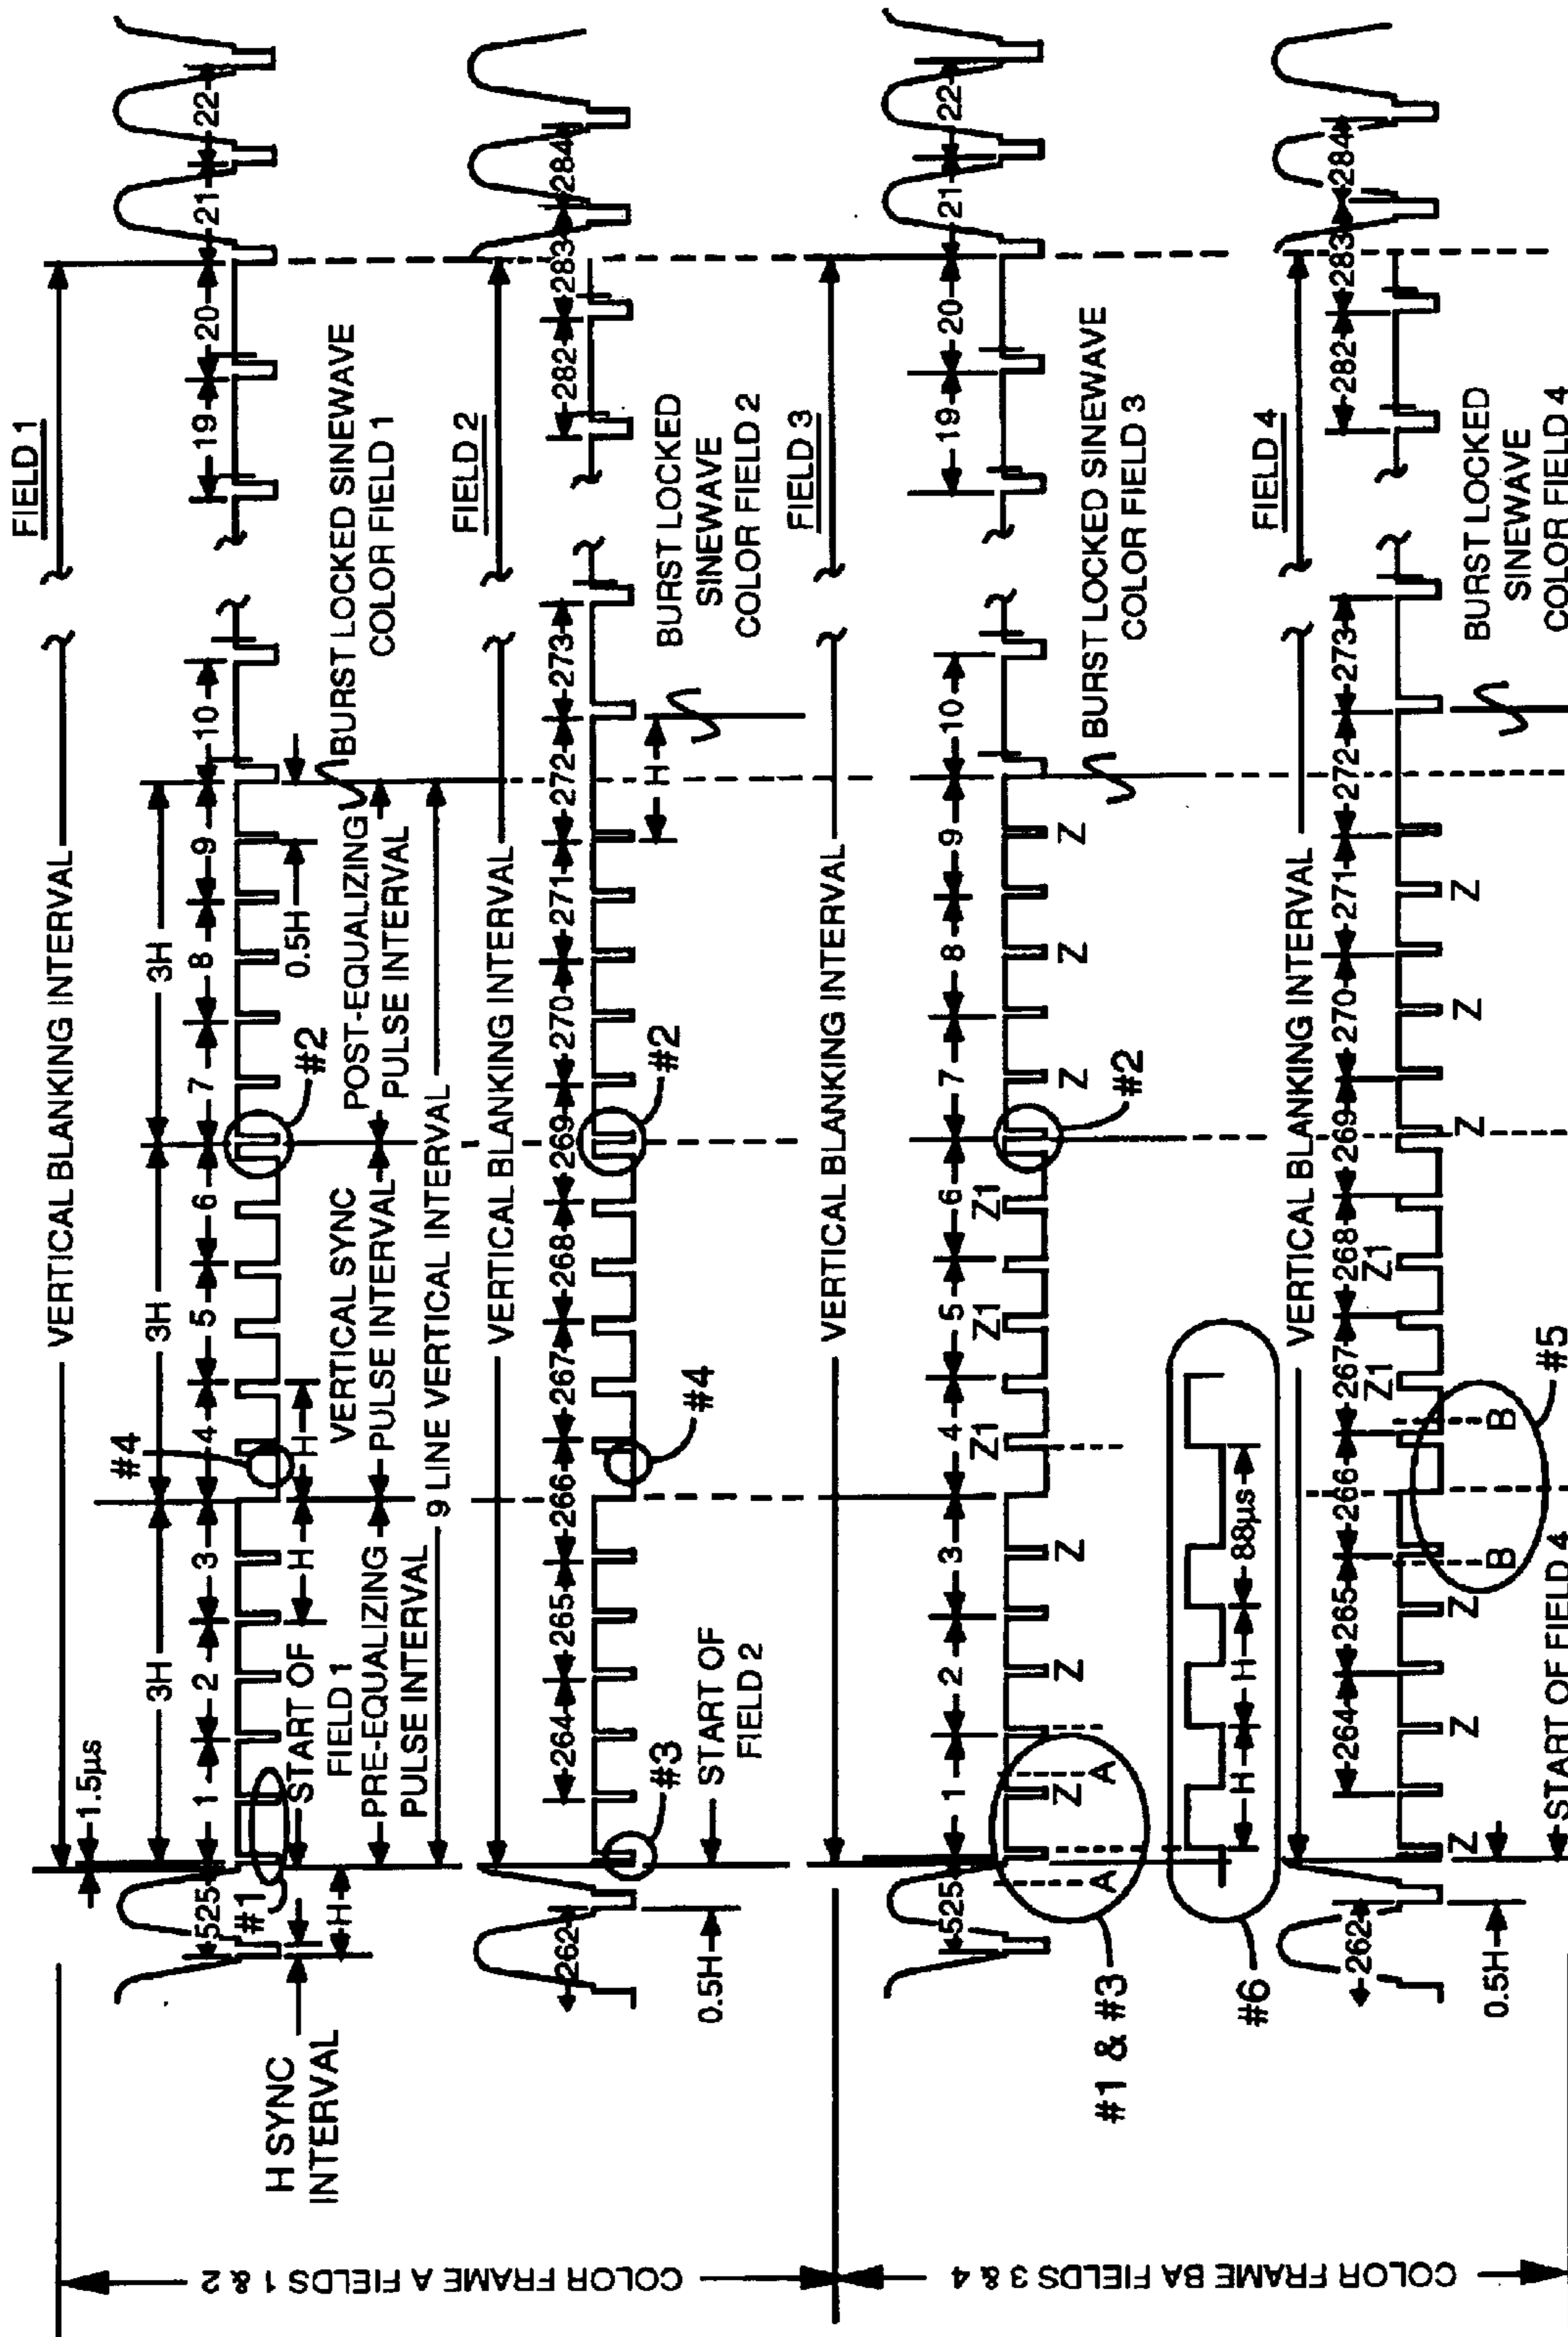 FIELD 1
VERTICAL BLANKING INTERVAL
1.5µs
3H
3H
3H
#4
525
1
2
3
4
5
6
7
8
9
10
19
20
21
22
#1
#2
H SYNC
INTERVAL
H
START OF
FIELD 1
H
H
0.5H
PRE-EQUALIZING
PULSE INTERVAL
VERTICAL SYNC
PULSE INTERVAL
POST-EQUALIZING
PULSE INTERVAL
BURST LOCKED SINEWAVE
COLOR FIELD 1
9 LINE VERTICAL INTERVAL
FIELD 2
VERTICAL BLANKING INTERVAL
262
264
265
266
267
268
269
270
271
272
273
282
283
284
#3
#4
#2
0.5H
START OF
FIELD 2
H
BURST LOCKED
SINEWAVE
COLOR FIELD 2
COLOR FRAME A FIELDS 1 & 2
FIELD 3
VERTICAL BLANKING INTERVAL
525
1
2
3
4
5
6
7
8
9
10
19
20
21
22
Z1
Z1
Z1
A
Z
A
Z
Z
Z
Z
Z
#1 & #3
#2
BURST LOCKED SINEWAVE
COLOR FIELD 3
#6
H
H
88µs
FIELD 4
VERTICAL BLANKING INTERVAL
262
264
265
266
267
268
269
270
271
272
273
282
283
284
Z1
Z1
Z
Z
Z
B
B
Z
Z
Z
#5
0.5H
START OF FIELD 4
BURST LOCKED
SINEWAVE
COLOR FIELD 4
COLOR FRAME BA FIELDS 3 & 4